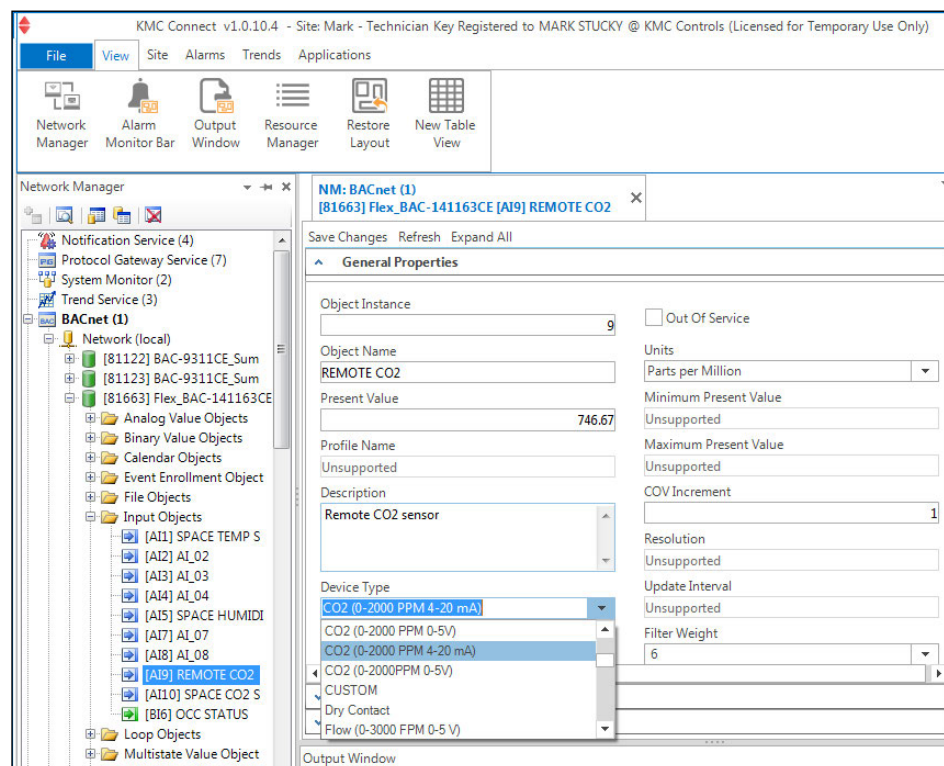 KMC Connect v1.0.10.4 - Site: Mark - Technician Key Registered to MARK STUCKY @ KMC Controls (Licensed for Temporary Use Only)
File View Site Alarms Trends Applications
Network Manager
Alarm Monitor Bar
Output Window
Resource Manager
Restore Layout
New Table View
Network Manager
Notification Service (4)
PG Protocol Gateway Service (7)
System Monitor (2)
Trend Service (3)
BAC BACnet (1)
Network (local)
[81122] BAC-9311CE_Sum
[81123] BAC-9311CE_Sum
[81663] Flex_BAC-141163CE
Analog Value Objects
Binary Value Objects
Calendar Objects
Event Enrollment Object
File Objects
Input Objects
[AI1] SPACE TEMP S
[AI2] AI_02
[AI3] AI_03
[AI4] AI_04
[AI5] SPACE HUMIDI
[AI7] AI_07
[AI8] AI_08
[AI9] REMOTE CO2
[AI10] SPACE CO2 S
[BI6] OCC STATUS
Loop Objects
Multistate Value Object
NM: BACnet (1)
[81663] Flex_BAC-141163CE [AI9] REMOTE CO2
Save Changes Refresh Expand All
General Properties
Object Instance
9
Object Name
REMOTE CO2
Present Value
746.67
Profile Name
Unsupported
Description
Remote CO2 sensor
Device Type
CO2 (0-2000 PPM 4-20 mA)
CO2 (0-2000 PPM 0-5V)
CO2 (0-2000 PPM 4-20 mA)
CO2 (0-2000PPM 0-5V)
CUSTOM
Dry Contact
Flow (0-3000 FPM 0-5 V)
Out Of Service
Units
Parts per Million
Minimum Present Value
Unsupported
Maximum Present Value
Unsupported
COV Increment
1
Resolution
Unsupported
Update Interval
Unsupported
Filter Weight
6
Output Window